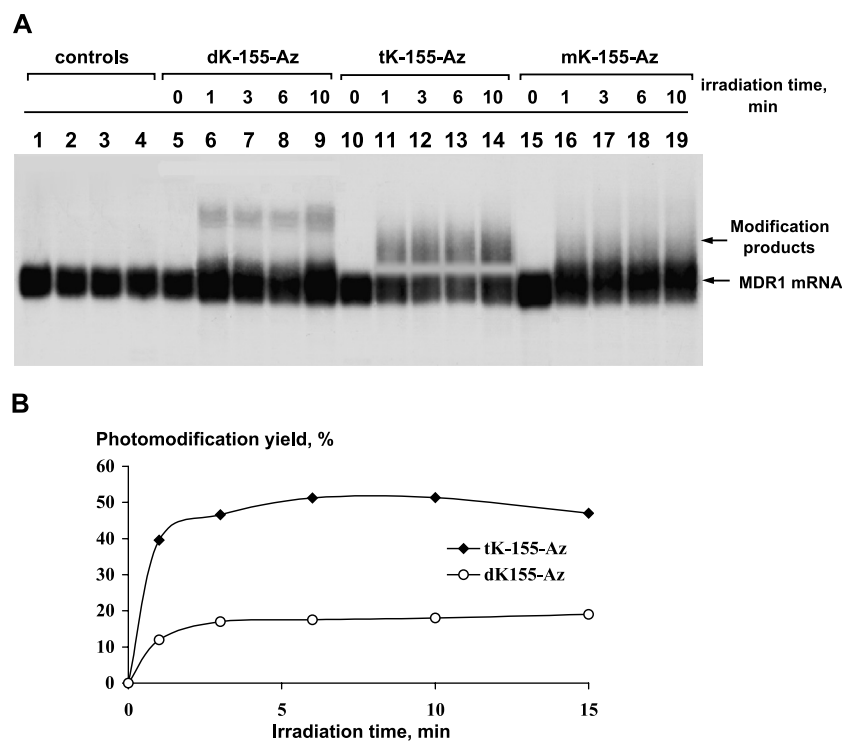 A
controls dK-155-Az tK-155-Az mK-155-Az
0 1 3 6 10 0 1 3 6 10 0 1 3 6 10 irradiation time, min
1 2 3 4 5 6 7 8 9 10 11 12 13 14 15 16 17 18 19
Modification products
MDR1 mRNA
B
Photomodification yield, %
60
50
40
30
20
10
0
tK-155-Az
dK155-Az
0 5 10 15
Irradiation time, min